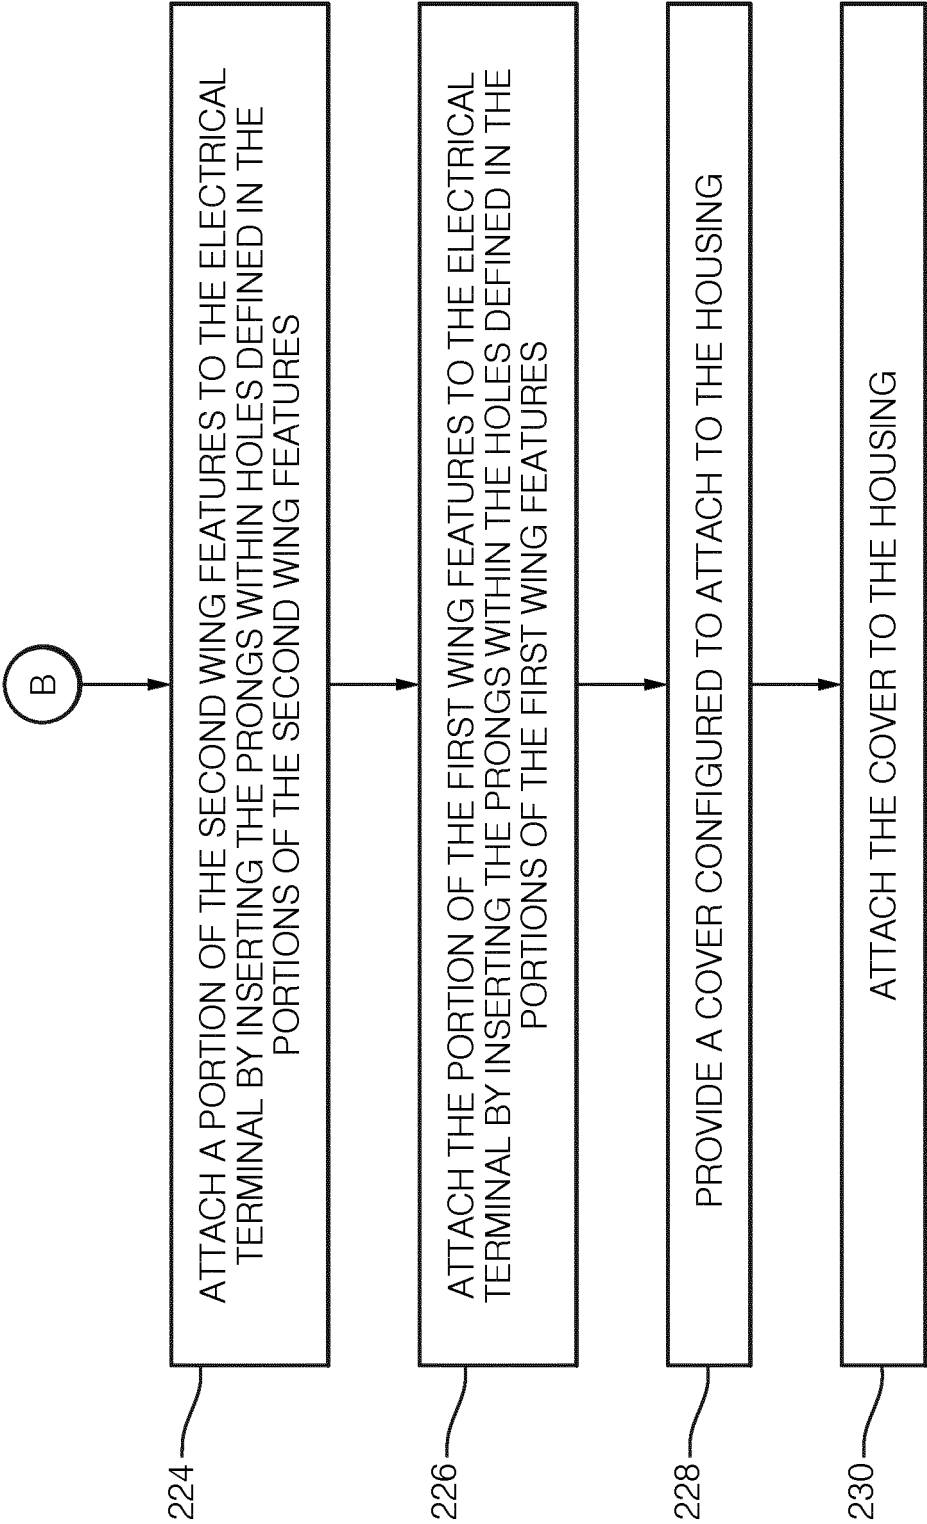 B
ATTACH A PORTION OF THE SECOND WING FEATURES TO THE ELECTRICAL
TERMINAL BY INSERTING THE PRONGS WITHIN HOLES DEFINED IN THE
PORTIONS OF THE SECOND WING FEATURES
224
ATTACH THE PORTION OF THE FIRST WING FEATURES TO THE ELECTRICAL
TERMINAL BY INSERTING THE PRONGS WITHIN THE HOLES DEFINED IN THE
PORTIONS OF THE FIRST WING FEATURES
226
PROVIDE A COVER CONFIGURED TO ATTACH TO THE HOUSING
228
ATTACH THE COVER TO THE HOUSING
230